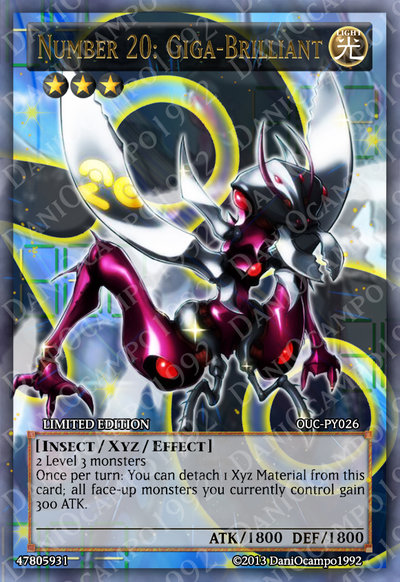 NUMBER 20: GIGA-BRILLIANT
LIGHT
光
20
LIMITED EDITION
OUC-PY026
[INSECT / XYZ / EFFECT]
2 Level 3 monsters
Once per turn: You can detach 1 Xyz Material from this
card; all face-up monsters you currently control gain
300 ATK.
ATK/1800 DEF/1800
47805931
©2013 DaniOcampo1992
DaniOcampo1992